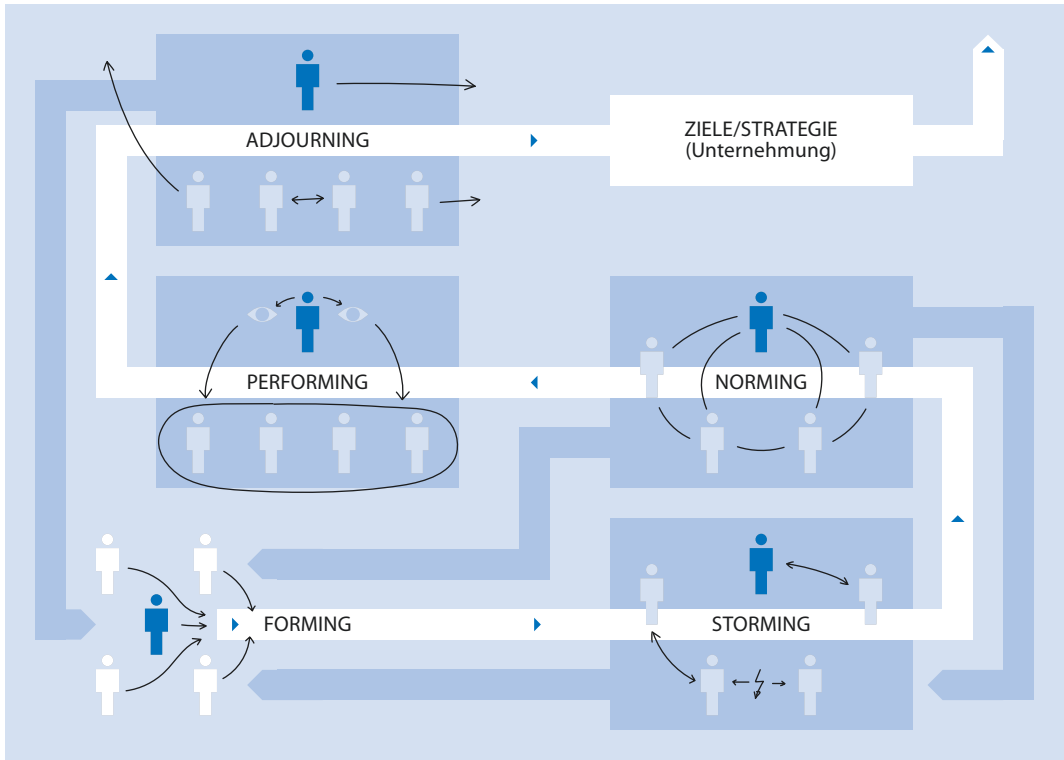 ADJOURNING
ZIELE/STRATEGIE
(Unternehmung)
PERFORMING
NORMING
FORMING
STORMING